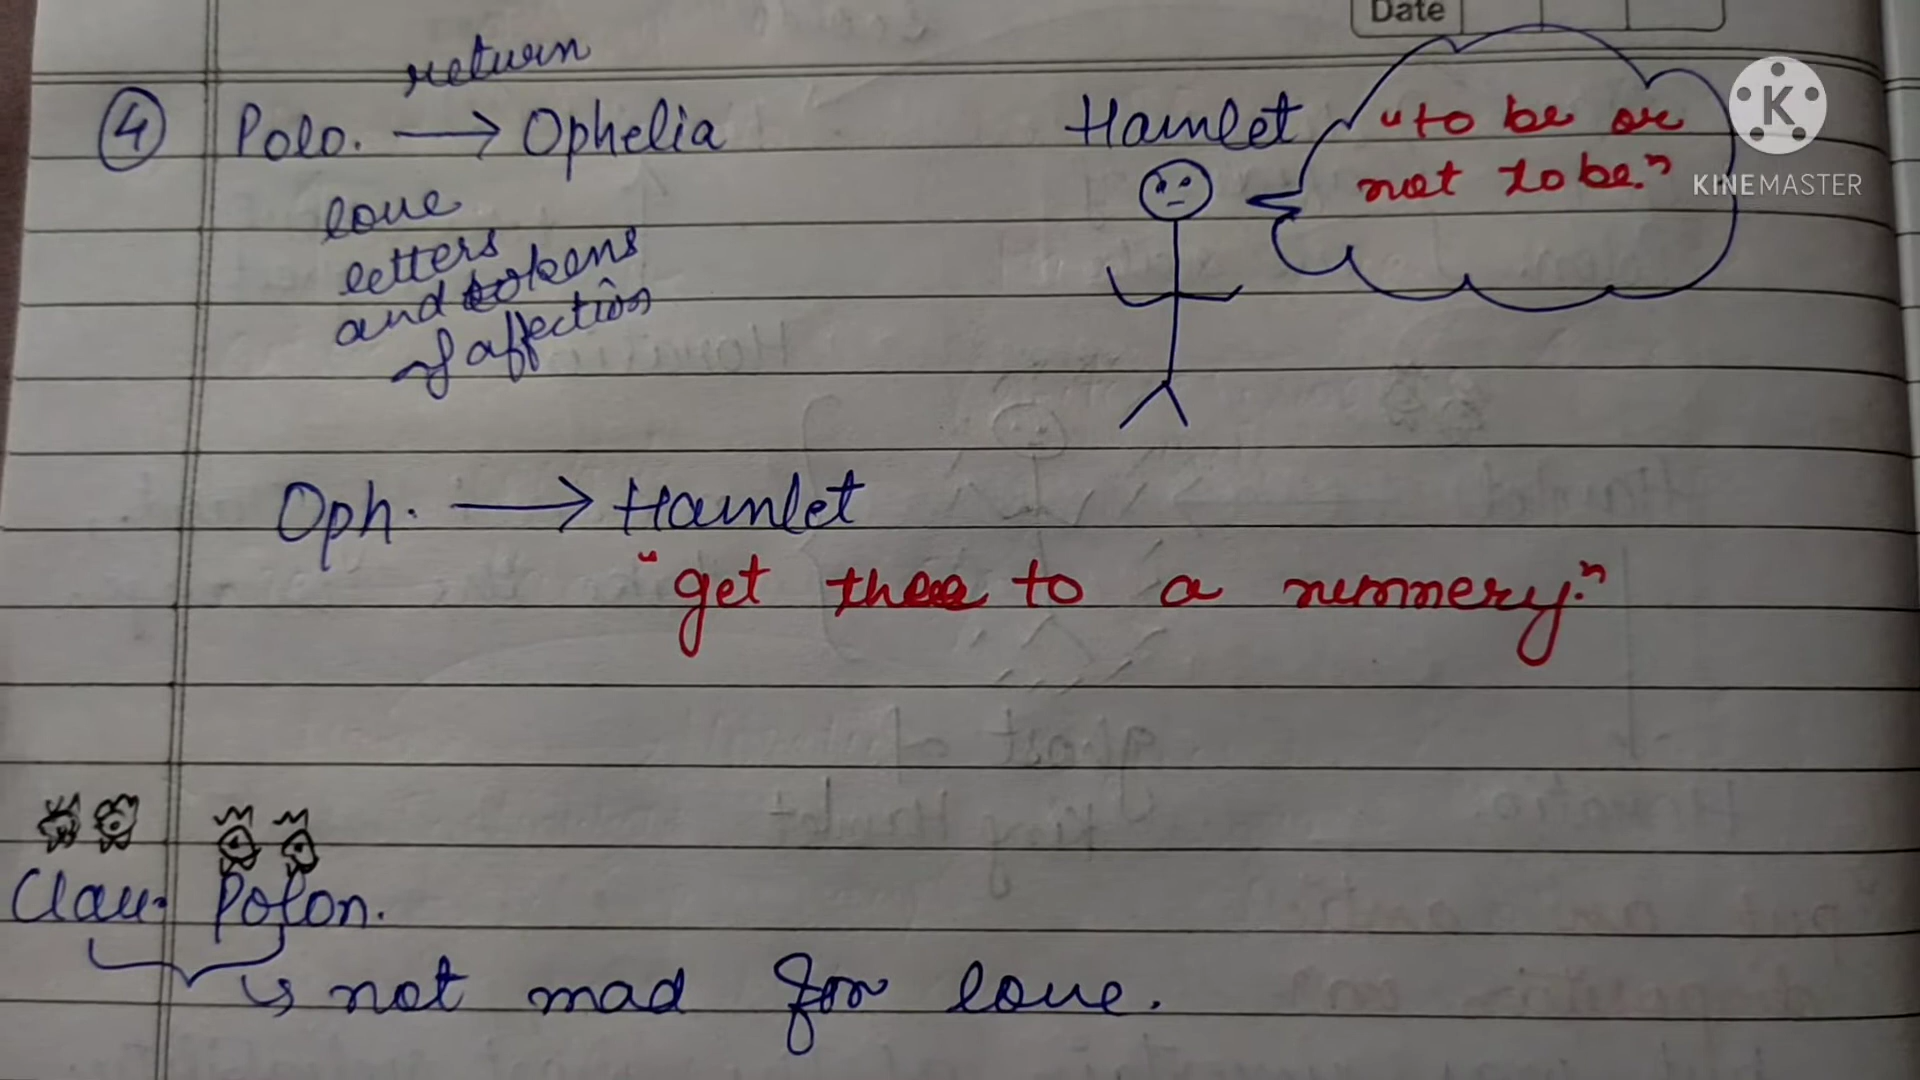 Date
return
④ Polo. → Ophelia
love
letters
and tokens
of affection
Hamlet
"to be or
not to be."
KINEMASTER
Oph. → Hamlet
"get thee to a nunnery."
Clau. Polon.
↳ not mad for love.